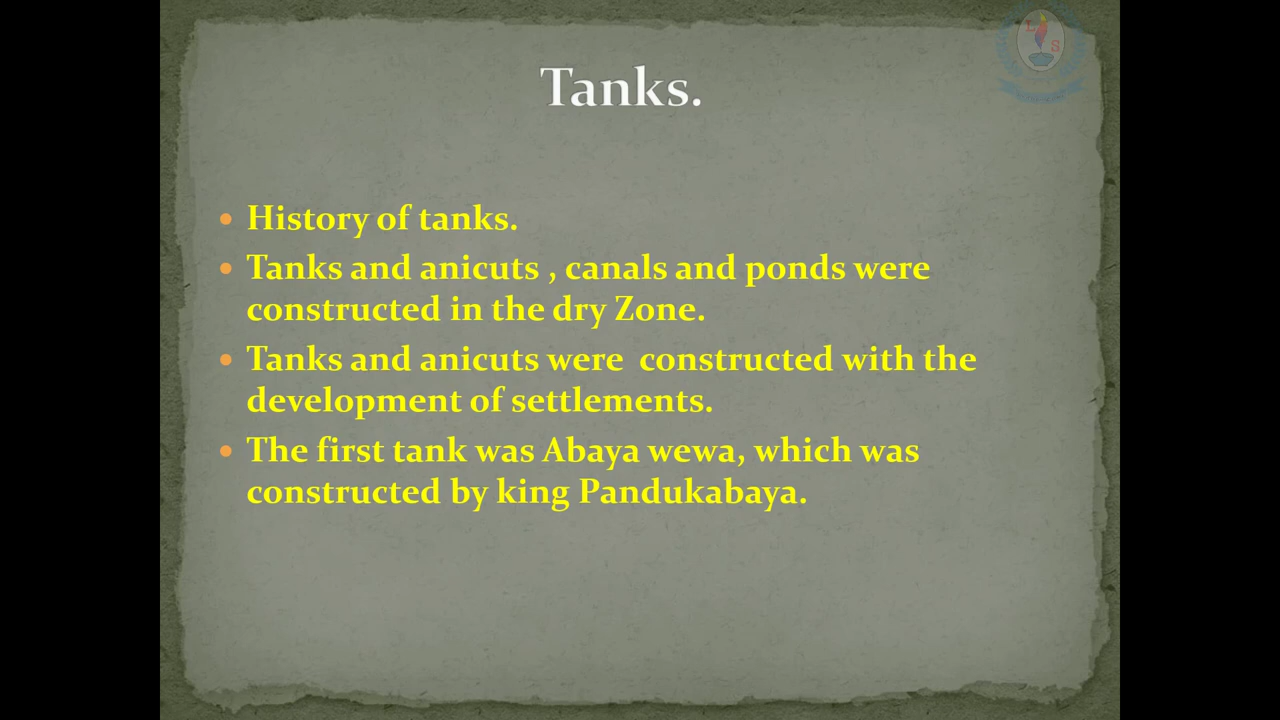 L
S
Tanks.
• History of tanks.
• Tanks and anicuts , canals and ponds were
constructed in the dry Zone.
• Tanks and anicuts were  constructed with the
development of settlements.
• The first tank was Abaya wewa, which was
constructed by king Pandukabaya.